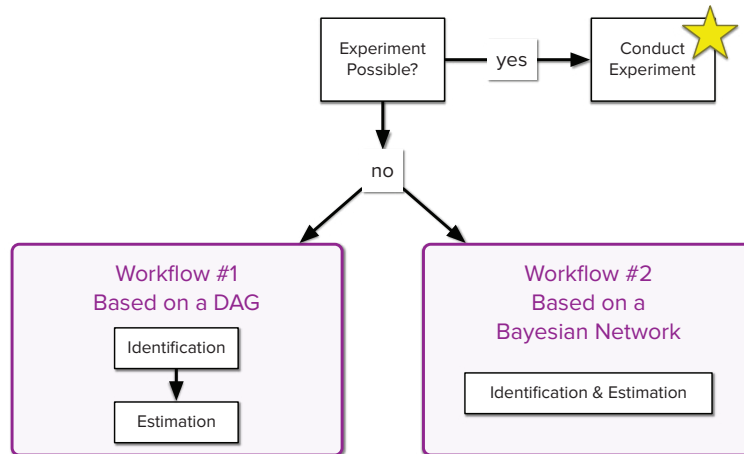 Experiment
Possible?
yes
Conduct
Experiment
no
Workflow #1
Based on a DAG
Identification
Estimation
Workflow #2
Based on a
Bayesian Network
Identification & Estimation